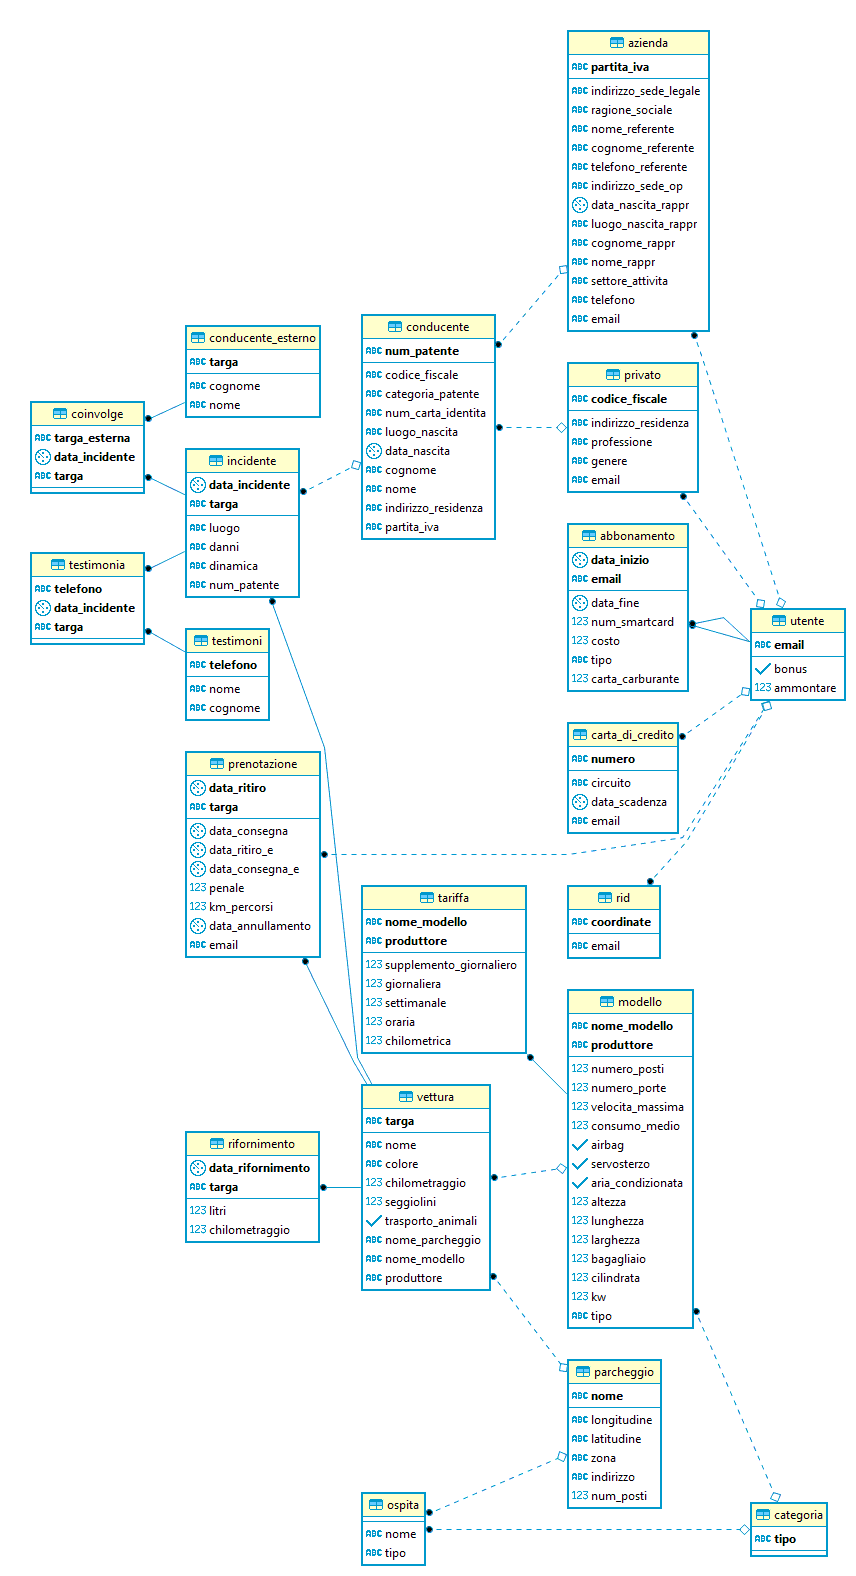 azienda
ABC partita_iva
ABC indirizzo_sede_legale
ABC ragione_sociale
ABC nome_referente
ABC cognome_referente
ABC telefono_referente
ABC indirizzo_sede_op
data_nascita_rappr
ABC luogo_nascita_rappr
ABC cognome_rappr
ABC nome_rappr
ABC settore_attivita
ABC telefono
ABC email
conducente
ABC num_patente
ABC codice_fiscale
ABC categoria_patente
ABC num_carta_identita
ABC luogo_nascita
data_nascita
ABC cognome
ABC nome
ABC indirizzo_residenza
ABC partita_iva
conducente_esterno
ABC targa
ABC cognome
ABC nome
privato
ABC codice_fiscale
ABC indirizzo_residenza
ABC professione
ABC genere
ABC email
coinvolge
ABC targa_esterna
data_incidente
ABC targa
incidente
data_incidente
ABC targa
ABC luogo
ABC danni
ABC dinamica
ABC num_patente
abbonamento
data_inizio
ABC email
data_fine
123 num_smartcard
123 costo
ABC tipo
123 carta_carburante
testimonia
ABC telefono
data_incidente
ABC targa
utente
ABC email
bonus
123 ammontare
testimoni
ABC telefono
ABC nome
ABC cognome
carta_di_credito
ABC numero
ABC circuito
data_scadenza
ABC email
prenotazione
data_ritiro
ABC targa
data_consegna
data_ritiro_e
data_consegna_e
123 penale
123 km_percorsi
data_annullamento
ABC email
tariffa
ABC nome_modello
ABC produttore
123 supplemento_giornaliero
123 giornaliera
123 settimanale
123 oraria
123 chilometrica
rid
ABC coordinate
ABC email
modello
ABC nome_modello
ABC produttore
123 numero_posti
123 numero_porte
123 velocita_massima
123 consumo_medio
airbag
servosterzo
aria_condizionata
123 altezza
123 lunghezza
123 larghezza
123 bagagliaio
123 cilindrata
123 kw
ABC tipo
vettura
ABC targa
ABC nome
ABC colore
123 chilometraggio
123 seggiolini
trasporto_animali
ABC nome_parcheggio
ABC nome_modello
ABC produttore
rifornimento
data_rifornimento
ABC targa
123 litri
123 chilometraggio
parcheggio
ABC nome
ABC longitudine
ABC latitudine
ABC zona
ABC indirizzo
123 num_posti
ospita
ABC nome
ABC tipo
categoria
ABC tipo